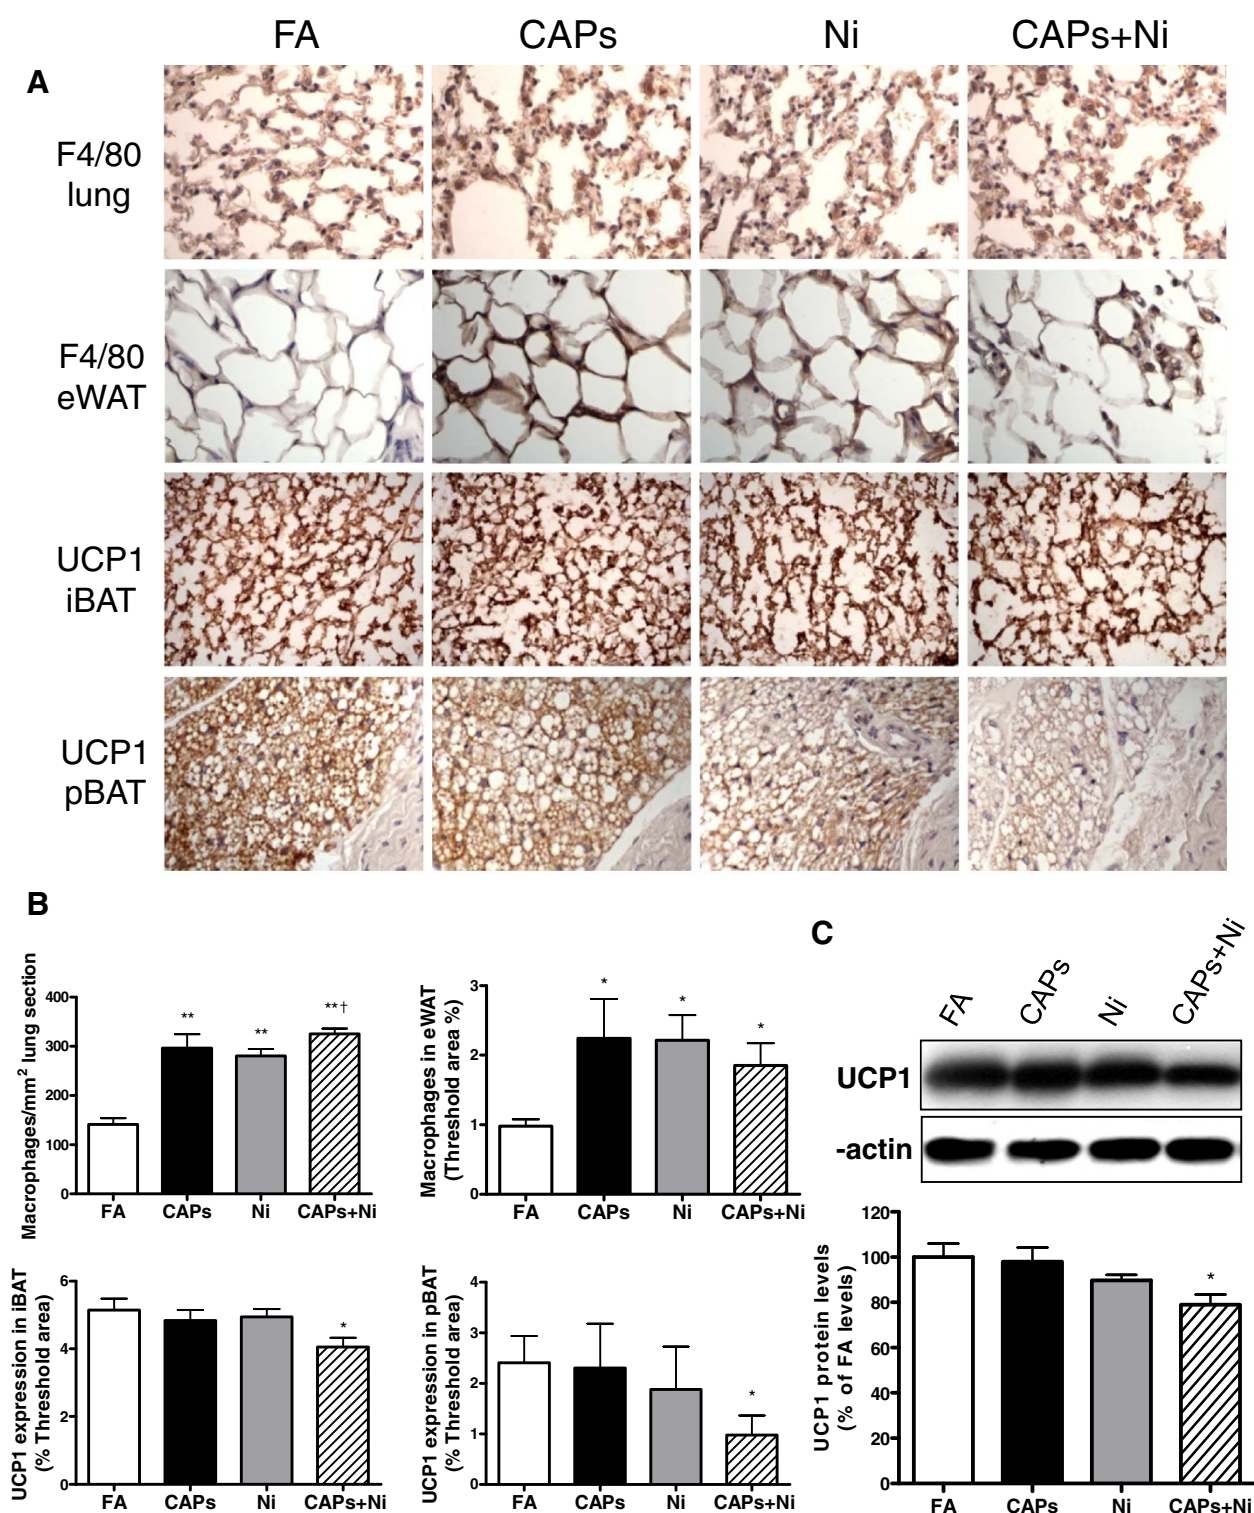 FA CAPs Ni CAPs+Ni
A
F4/80
lung
F4/80
eWAT
UCP1
iBAT
UCP1
pBAT
B
Macrophages/mm² lung section
400
300
200
100
0
** ** **†
FA CAPs Ni CAPs+Ni
Macrophages in eWAT
(Threshold area %)
3
2
1
0
* * *
FA CAPs Ni CAPs+Ni
UCP1 expression in iBAT
(% Threshold area)
6
4
2
0
*
FA CAPs Ni CAPs+Ni
UCP1 expression in pBAT
(% Threshold area)
4
3
2
1
0
*
FA CAPs Ni CAPs+Ni
C
FA CAPs Ni CAPs+Ni
UCP1
-actin
UCP1 protein levels
(% of FA levels)
120
100
80
60
40
20
0
*
FA CAPs Ni CAPs+Ni